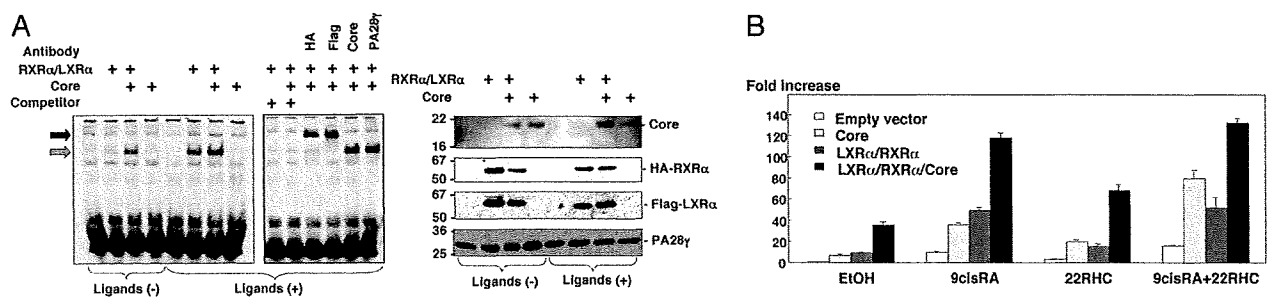 A
Antibody
HA
Flag
Core
PA28γ
RXRα/LXRα + + + + + + + + + +
Core + + + + + + + + +
Competitor + +
Ligands (-)
Ligands (+)
RXRα/LXRα + + + +
Core + + + +
22
16
Core
67
50
HA-RXRα
67
50
Flag-LXRα
36
25
PA28γ
Ligands (-)
Ligands (+)
B
Fold increase
140
120
100
80
60
40
20
0
Empty vector
Core
LXRα/RXRα
LXRα/RXRα/Core
EtOH
9cisRA
22RHC
9cisRA+22RHC